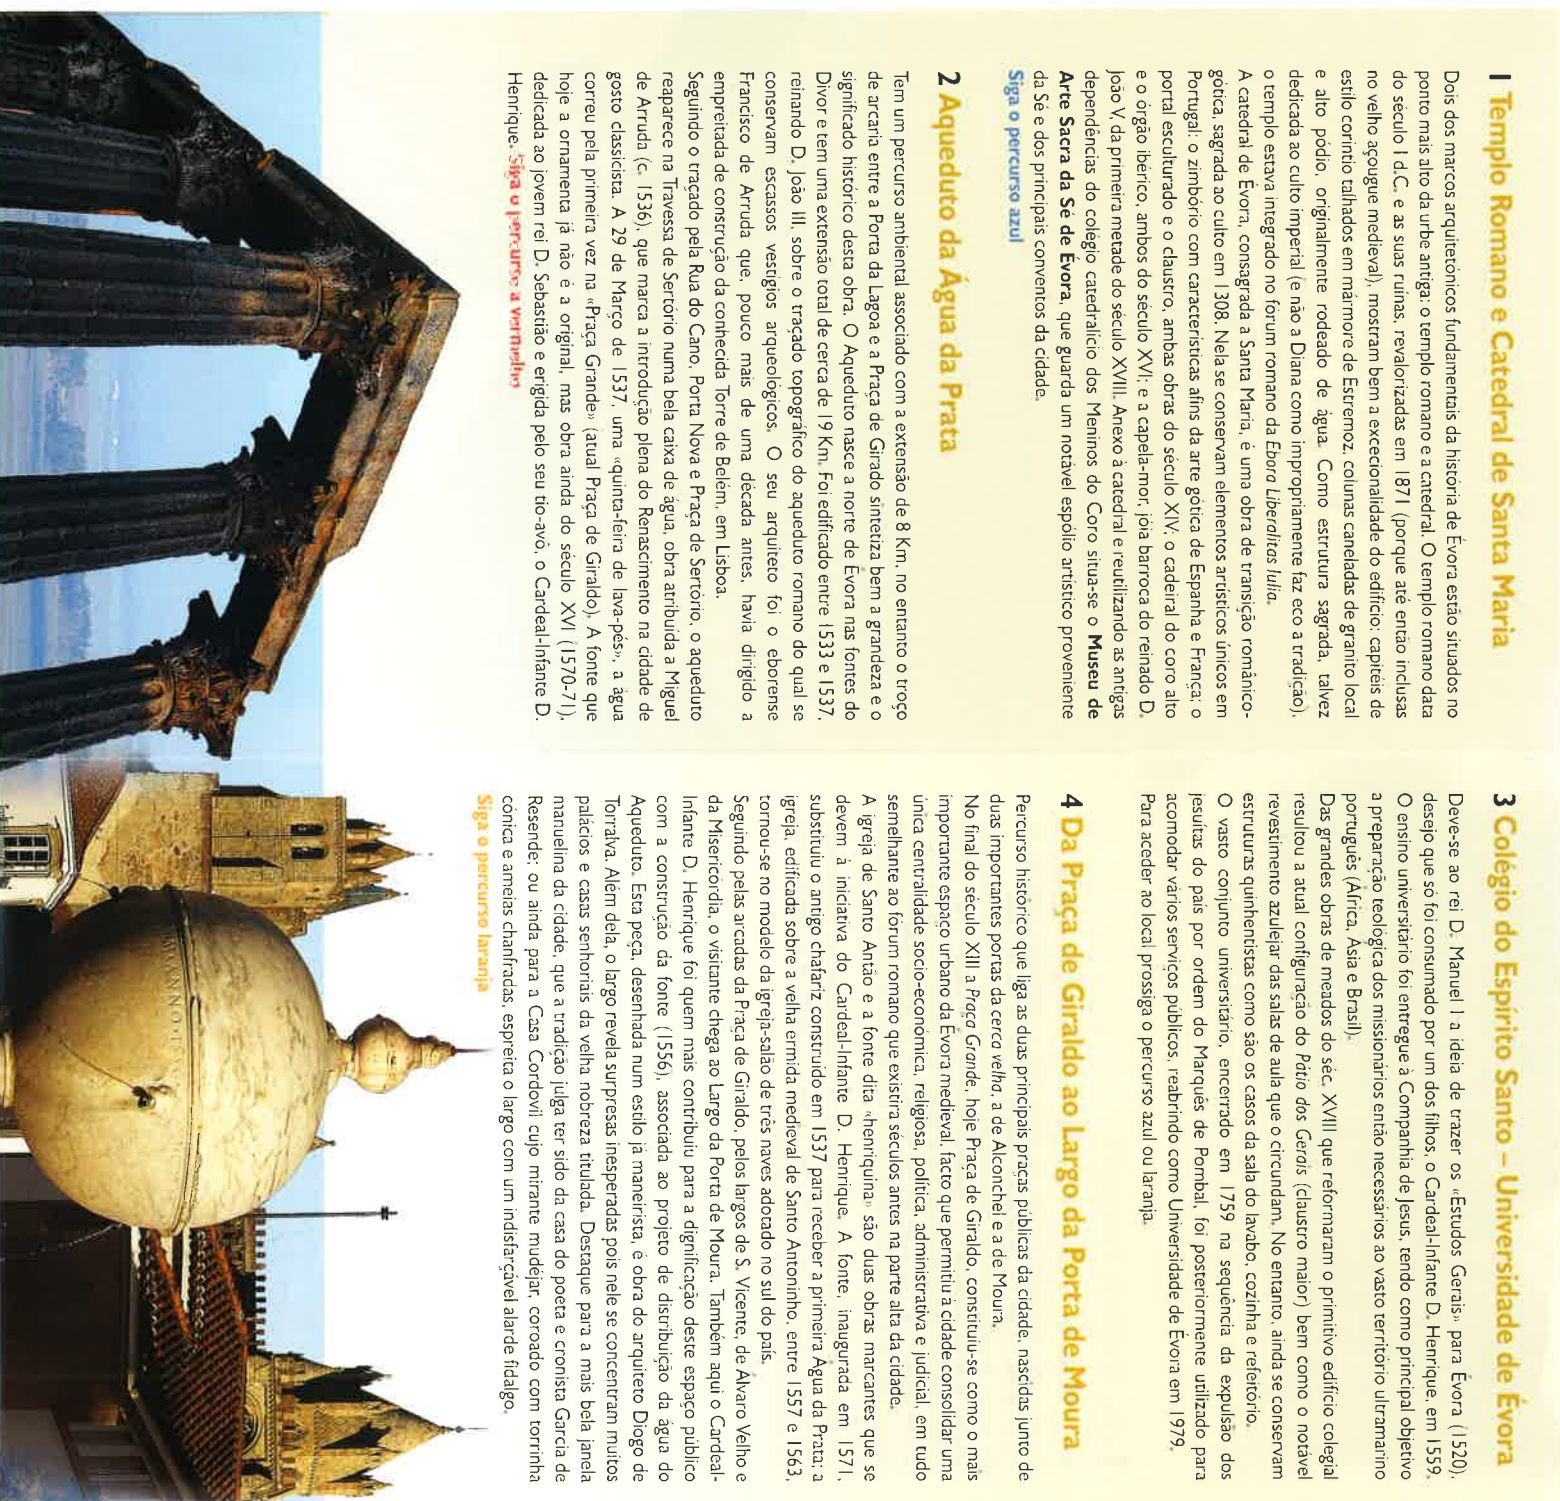 1 Templo Romano e Catedral de Santa Maria
Dois dos marcos arquitetónicos fundamentais da história de Évora estão situados no
ponto mais alto da urbe antiga: o templo romano e a catedral. O templo romano data
do século I d.C. e as suas ruínas, revalorizadas em 1871 (porque até então inclusas
no velho açougue medieval), mostram bem a excecionalidade do edifício: capitéis de
estilo coríntio talhados em mármore de Estremoz, colunas caneladas de granito local
e alto pódio, originalmente rodeado de água. Como estrutura sagrada, talvez
dedicada ao culto imperial (e não a Diana como impropriamente faz eco a tradição),
o templo estava integrado no fórum romano da Ebora Liberalitas Iulia.
A catedral de Évora, consagrada a Santa Maria, é uma obra de transição românico-
gótica, sagrada ao culto em 1308. Nela se conservam elementos artísticos únicos em
Portugal: o zimbório com características afins da arte gótica de Espanha e França; o
portal esculturado e o claustro, ambas obras do século XIV; o cadeiral do coro alto
e o órgão ibérico, ambos do século XVI; e a capela-mor, jóia barroca do reinado D.
João V, da primeira metade do século XVIII. Anexo à catedral e reutilizando as antigas
dependências do colégio catedralício dos Meninos do Coro situa-se o Museu de
Arte Sacra da Sé de Évora, que guarda um notável espólio artístico proveniente
da Sé e dos principais conventos da cidade.
Siga o percurso azul
2 Aqueduto da Água da Prata
Tem um percurso ambiental associado com a extensão de 8 Km, no entanto o troço
de arcaria entre a Porta da Lagoa e a Praça de Girado sintetiza bem a grandeza e o
significado histórico desta obra. O Aqueduto nasce a norte de Évora nas fontes do
Divor e tem uma extensão total de cerca de 19 Km. Foi edificado entre 1533 e 1537,
reinando D. João III, sobre o traçado topográfico do aqueduto romano do qual se
conservam escassos vestígios arqueológicos. O seu arquiteto foi o eborense
Francisco de Arruda que, pouco mais de uma década antes, havia dirigido a
empreitada de construção da conhecida Torre de Belém, em Lisboa.
Seguindo o traçado pela Rua do Cano, Porta Nova e Praça de Sertório, o aqueduto
reaparece na Travessa de Sertório numa bela caixa de água, obra atribuída a Miguel
de Arruda (c. 1536), que marca a introdução plena do Renascimento na cidade de
gosto classicista. A 29 de Março de 1537, uma «quinta-feira de lava-pés», a água
correu pela primeira vez na «Praça Grande» (atual Praça de Giraldo). A fonte que
hoje a ornamenta já não é a original, mas obra ainda do século XVI (1570-71),
dedicada ao jovem rei D. Sebastião e erigida pelo seu tio-avô, o Cardeal-Infante D.
Henrique. Siga o percurso a vermelho
3 Colégio do Espírito Santo – Universidade de Évora
Deve-se ao rei D. Manuel I a ideia de trazer os «Estudos Gerais» para Évora (1520),
desejo que só foi consumado por um dos filhos, o Cardeal-Infante D. Henrique, em 1559.
O ensino universitário foi entregue à Companhia de Jesus, tendo como principal objetivo
a preparação teológica dos missionários então necessários ao vasto território ultramarino
português (África, Ásia e Brasil).
Das grandes obras de meados do séc. XVIII que reformaram o primitivo edifício colegial
resultou a atual configuração do Pátio dos Gerais (claustro maior) bem como o notável
revestimento azulejar das salas de aula que o circundam. No entanto, ainda se conservam
estruturas quinhentistas como são os casos da sala do lavabo, cozinha e refeitório.
O vasto conjunto universitário, encerrado em 1759 na sequência da expulsão dos
jesuítas do país por ordem do Marquês de Pombal, foi posteriormente utilizado para
acomodar vários serviços públicos, reabrindo como Universidade de Évora em 1979.
Para aceder ao local prossiga o percurso azul ou laranja.
4 Da Praça de Giraldo ao Largo da Porta de Moura
Percurso histórico que liga as duas principais praças públicas da cidade, nascidas junto de
duas importantes portas da cerca velha, a de Alconchel e a de Moura.
No final do século XIII a Praça Grande, hoje Praça de Giraldo, constituiu-se como o mais
importante espaço urbano da Évora medieval, facto que permitiu à cidade consolidar uma
única centralidade socio-económica, religiosa, política, administrativa e judicial, em tudo
semelhante ao fórum romano que existira séculos antes na parte alta da cidade.
A igreja de Santo Antão e a fonte dita «henriquina» são duas obras marcantes que se
devem à iniciativa do Cardeal-Infante D. Henrique. A fonte, inaugurada em 1571,
substituiu o antigo chafariz construído em 1537 para receber a primeira Água da Prata; a
igreja, edificada sobre a velha ermida medieval de Santo Antoninho, entre 1557 e 1563,
tornou-se no modelo da igreja-salão de três naves adotado no sul do país.
Seguindo pelas arcadas da Praça de Giraldo, pelos largos de S. Vicente, de Álvaro Velho e
da Misericórdia, o visitante chega ao Largo da Porta de Moura. Também aqui o Cardeal-
Infante D. Henrique foi quem mais contribuiu para a dignificação deste espaço público
com a construção da fonte (1556), associada ao projeto de distribuição da água do
Aqueduto. Esta peça, desenhada num estilo já maneirista, é obra do arquiteto Diogo de
Torralva. Além dela, o largo revela surpresas inesperadas pois nele se concentram muitos
palácios e casas senhoriais da velha nobreza titulada. Destaque para a mais bela janela
manuelina da cidade, que a tradição julga ter sido da casa do poeta e cronista Garcia de
Resende; ou ainda para a Casa Cordovil cujo mirante mudéjar, coroado com torrinha
cónica e ameias chanfradas, espreita o largo com um indisfarçável alarde fidalgo.
Siga o percurso laranja